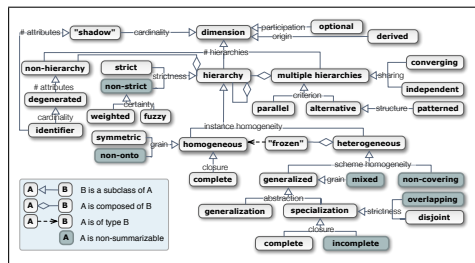 # attributes
"shadow"
cardinality
dimension
participation
optional
origin
derived
# hierarchies
non-hierarchy
strict
non-strict
strictness
hierarchy
multiple hierarchies
sharing
converging
independent
# attributes
degenerated
cardinality
identifier
certainty
weighted
fuzzy
criterion
parallel
alternative
structure
patterned
instance homogeneity
symmetric
non-onto
grain
homogeneous
"frozen"
heterogeneous
closure
complete
scheme homogeneity
generalized
grain
mixed
non-covering
abstraction
generalization
specialization
strictness
overlapping
disjoint
closure
complete
incomplete
A B B is a subclass of A
A B A is composed of B
A B A is of type B
A A is non-summarizable